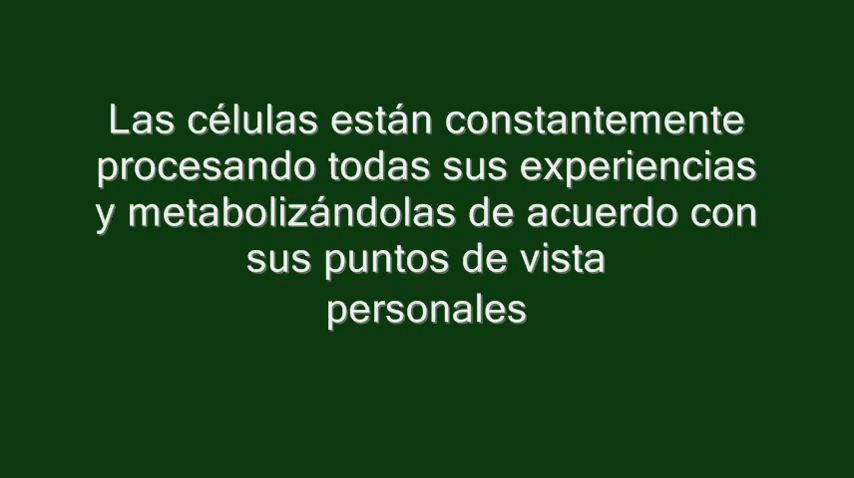 Las células están constantemente
procesando todas sus experiencias
y metabolizándolas de acuerdo con
sus puntos de vista
personales